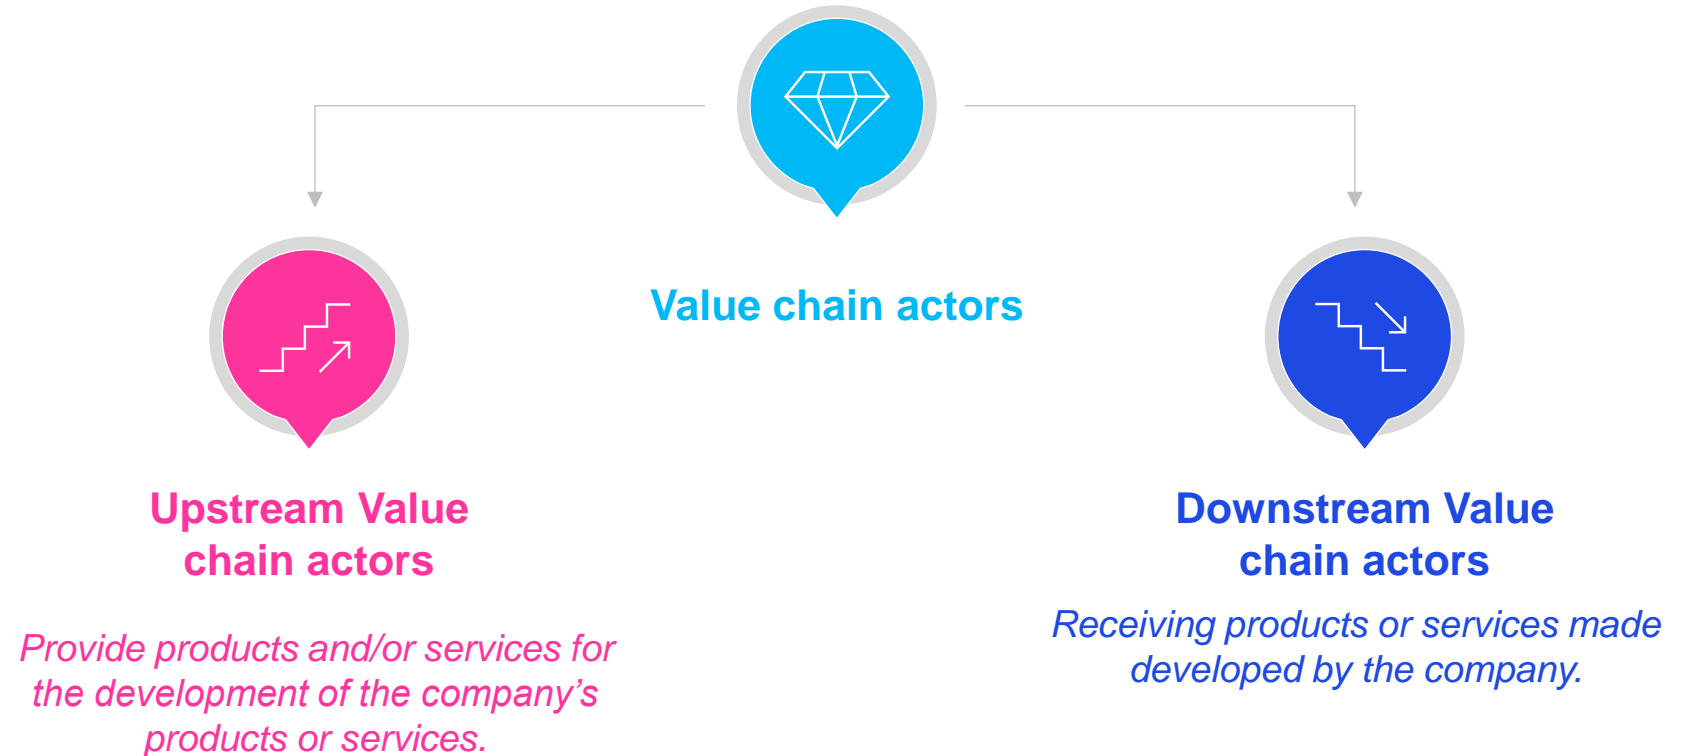 Value chain actors
Upstream Value
chain actors
Provide products and/or services for
the development of the company’s
products or services.
Downstream Value
chain actors
Receiving products or services made
developed by the company.